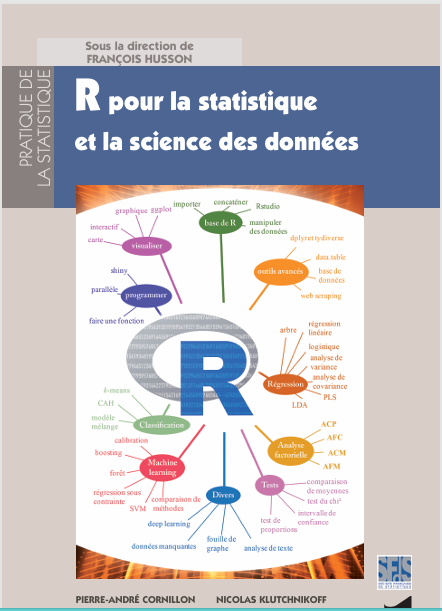 Sous la direction de
FRANÇOIS HUSSON
PRATIQUE DE
LA STATISTIQUE
R pour la statistique
et la science des données
importer
concaténer
Rstudio
graphique
ggplot
base de R
manipuler
des données
interactif
carte
visualiser
dplyr et tydiverse
data.table
outils avancés
base de
données
web scraping
shiny
parallèle
programmer
faire une fonction
R
arbre
régression
linéaire
logistique
analyse de
variance
analyse de
covariance
Régression
PLS
LDA
k-means
CAH
modèle
mélange
Classification
ACP
AFC
Analyse
factorielle
ACM
AFM
calibration
boosting
Machine
learning
forêt
régression sous
contrainte
SVM
comparaison de
méthodes
Tests
comparaison
de moyennes
test du chi²
intervalle de
confiance
test de
proportions
Divers
deep learning
données manquantes
fouille de
graphe
analyse de texte
SFdS
PIERRE-ANDRÉ CORNILLON
NICOLAS KLUTCHNIKOFF